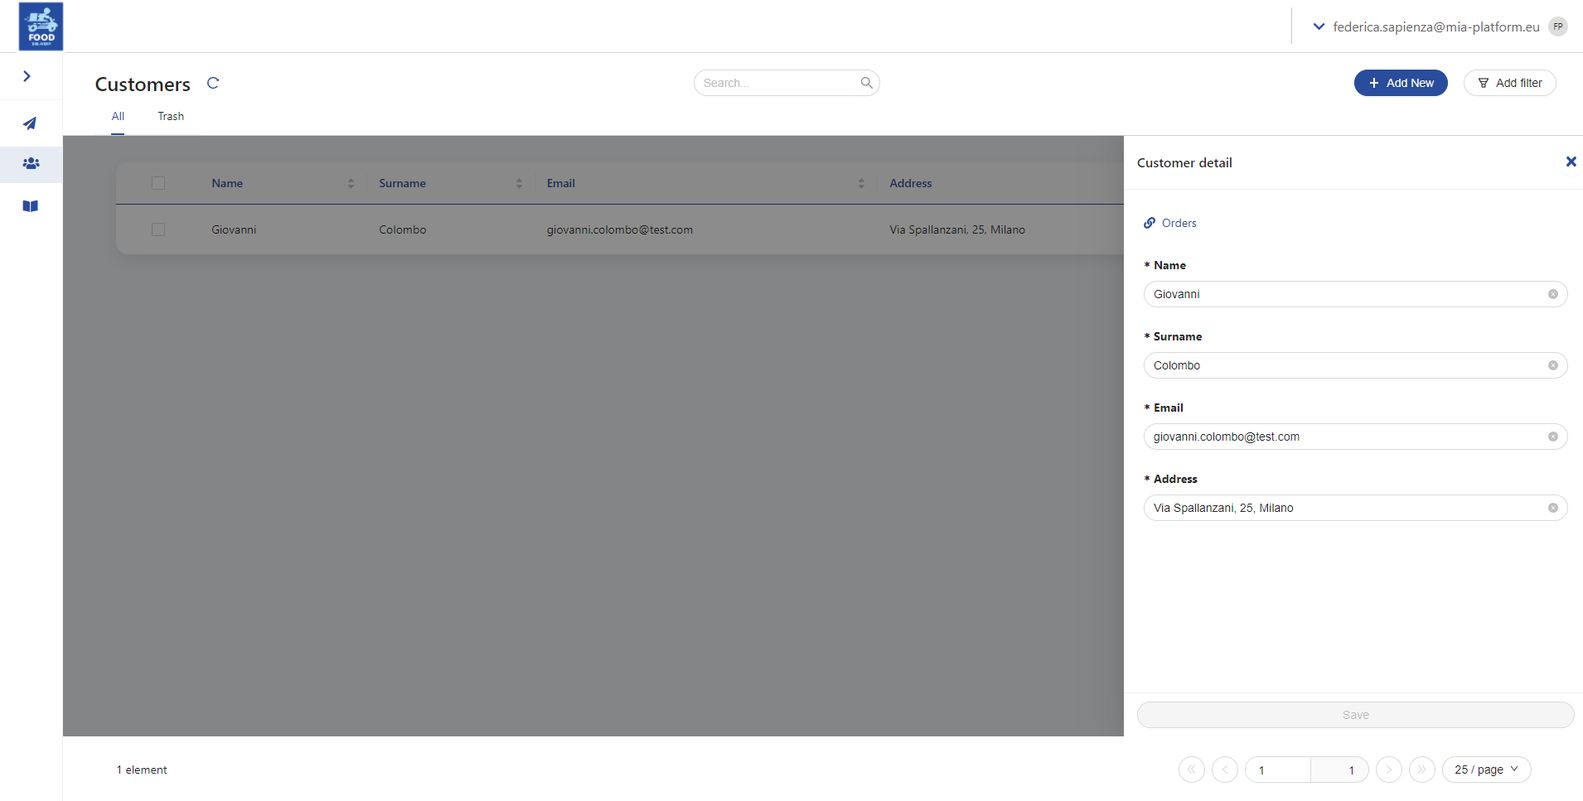 FOOD
DELIVERY
federica.sapienza@mia-platform.eu FP
Customers Search... Add New Add filter
All Trash
Name Surname Email Address
Giovanni Colombo giovanni.colombo@test.com Via Spallanzani, 25, Milano
Customer detail
Orders
* Name
Giovanni
* Surname
Colombo
* Email
giovanni.colombo@test.com
* Address
Via Spallanzani, 25, Milano
Save
1 element 1 1 25 / page